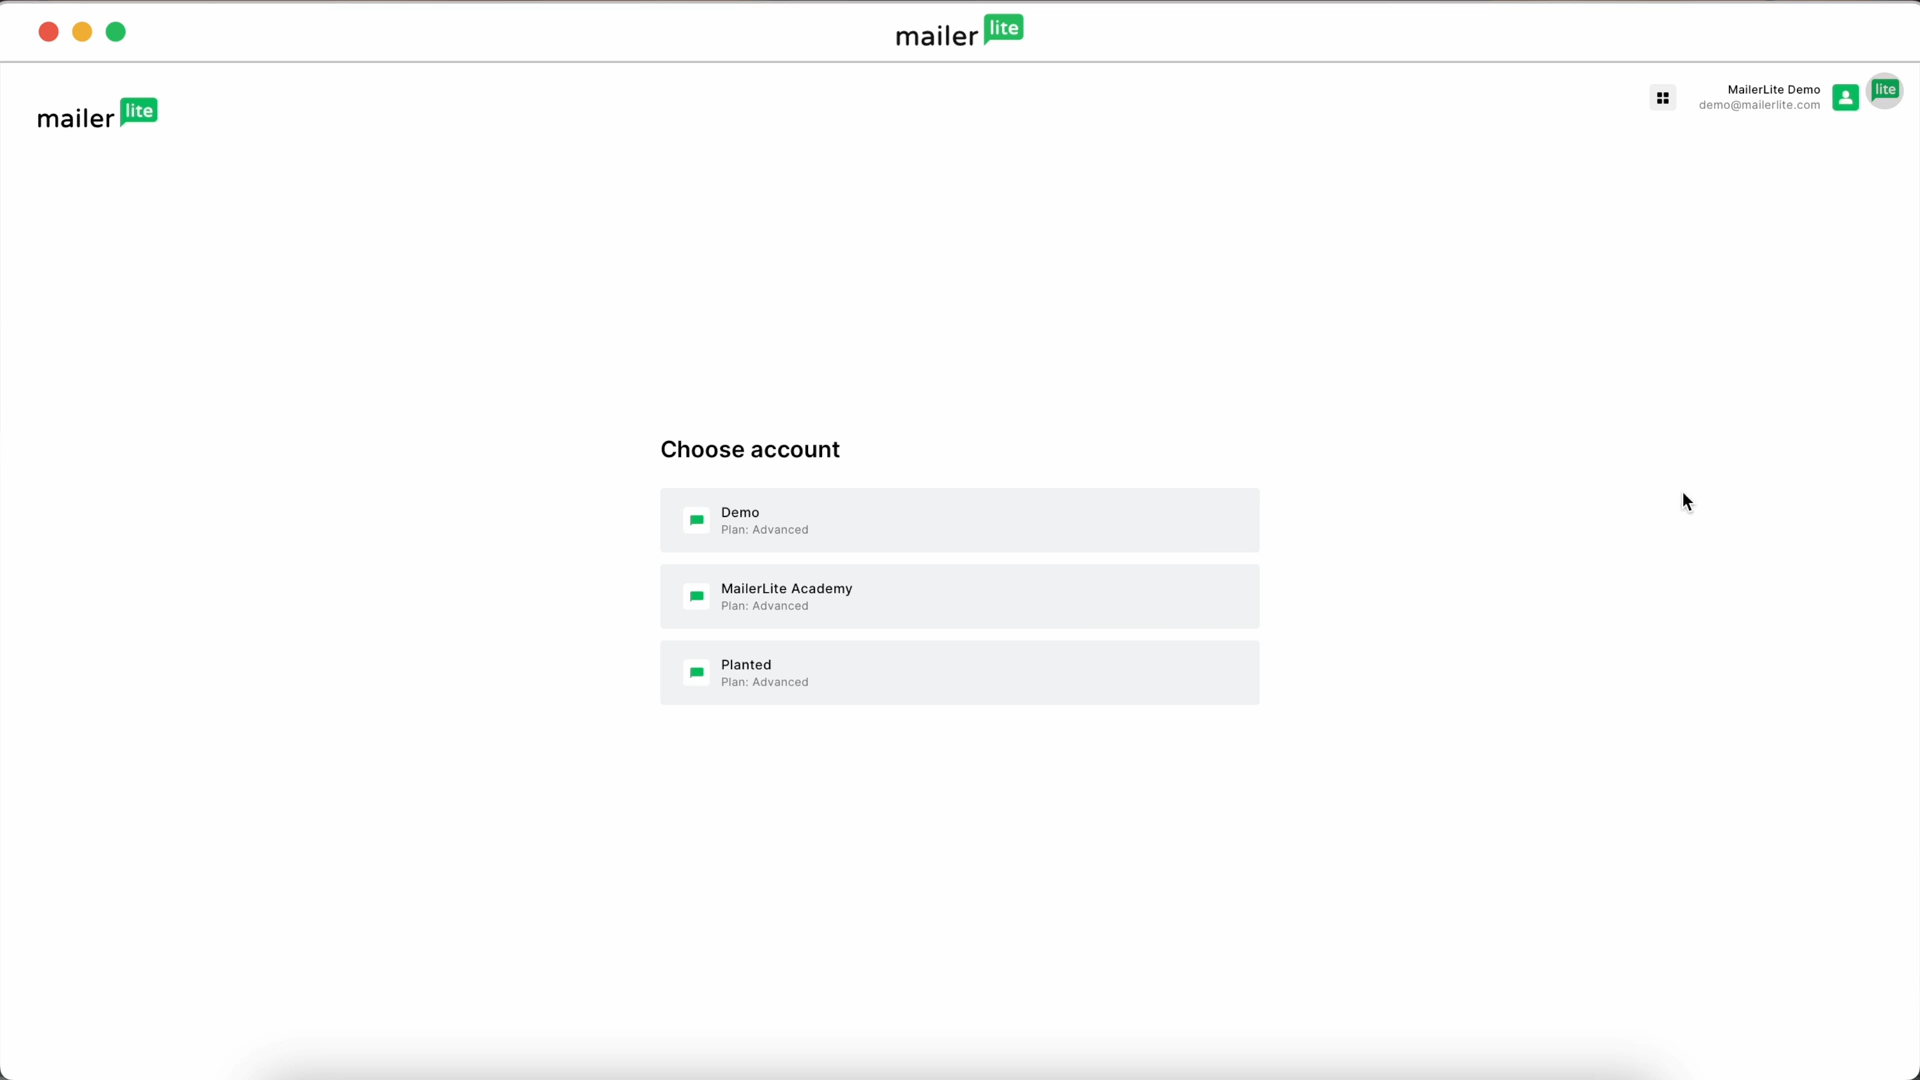 mailer lite
mailer lite
MailerLite Demo
demo@mailerlite.com
lite
Choose account
Demo
Plan: Advanced
MailerLite Academy
Plan: Advanced
Planted
Plan: Advanced